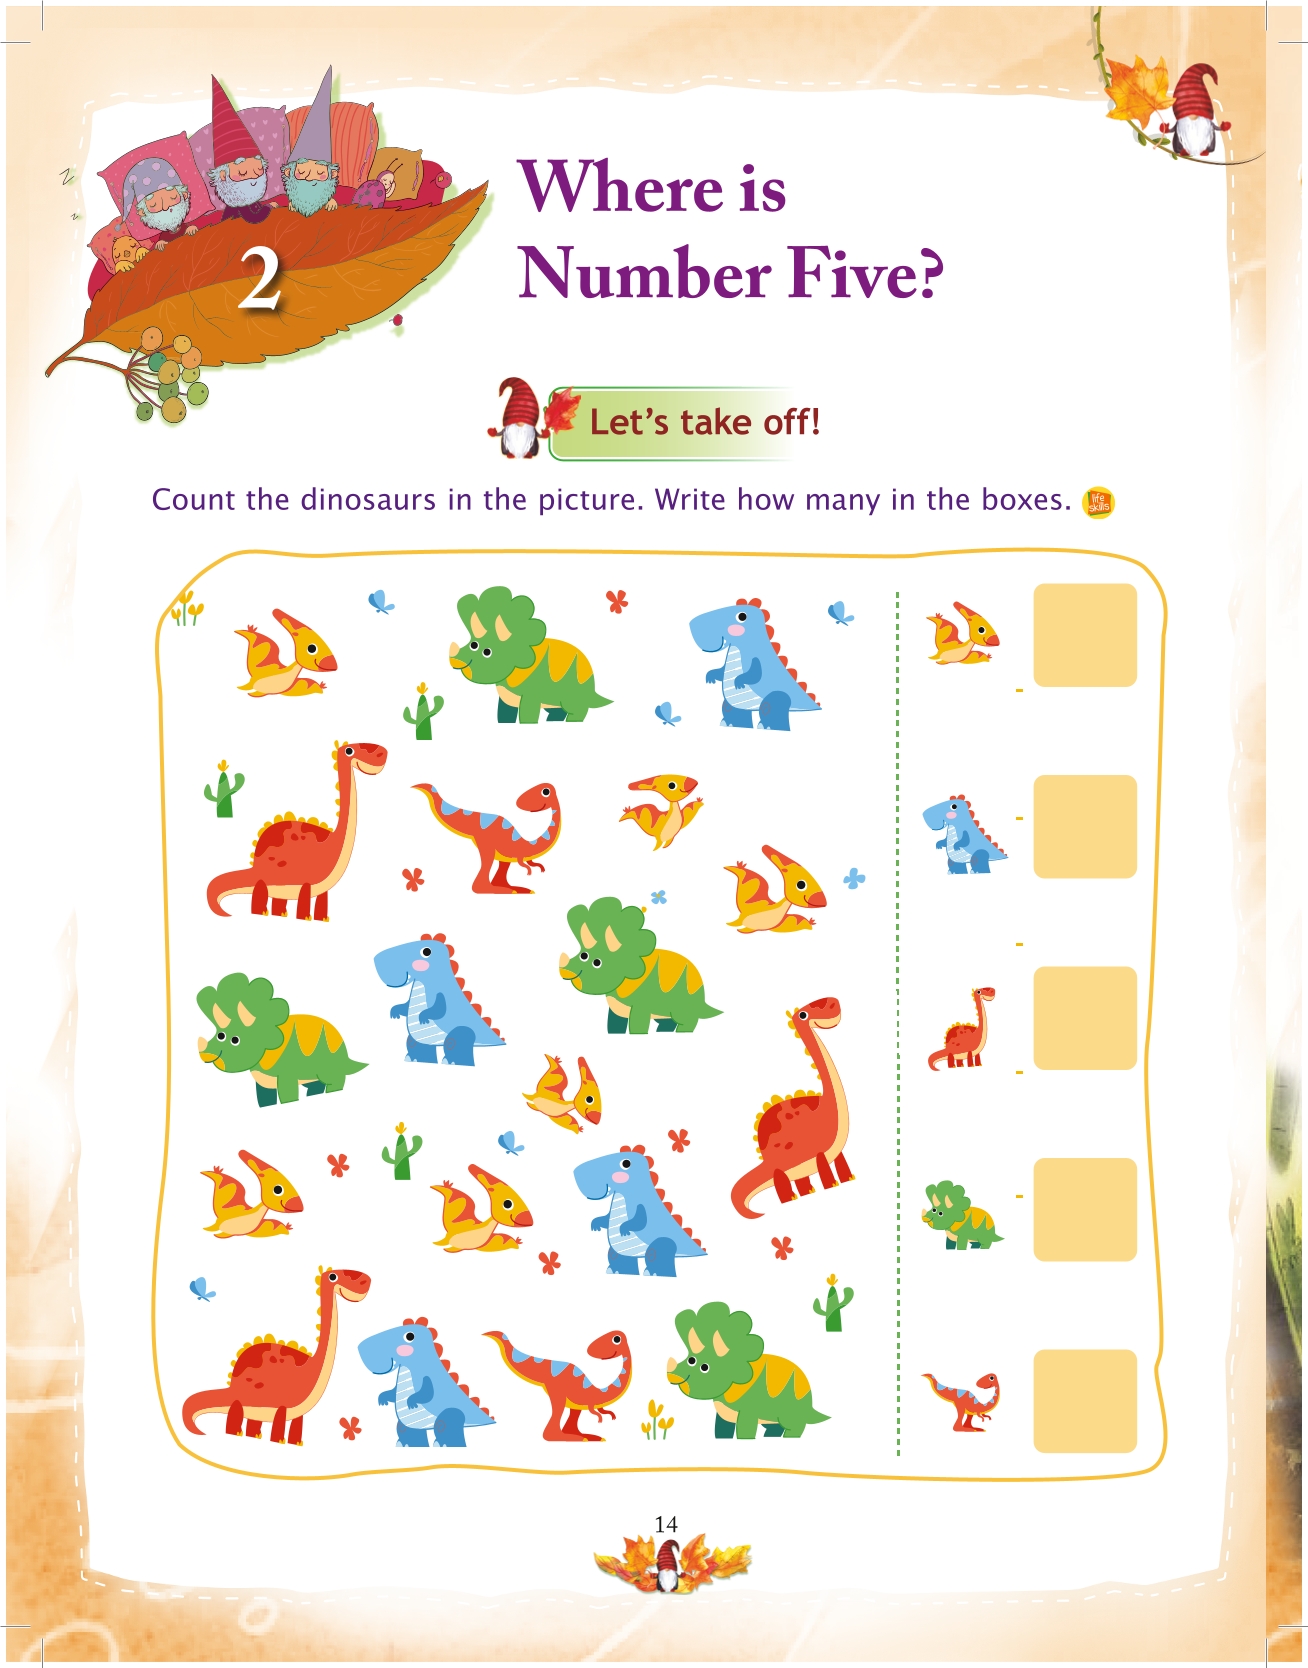 2
Where is
Number Five?
Let's take off!
Count the dinosaurs in the picture. Write how many in the boxes.
life
skills
14